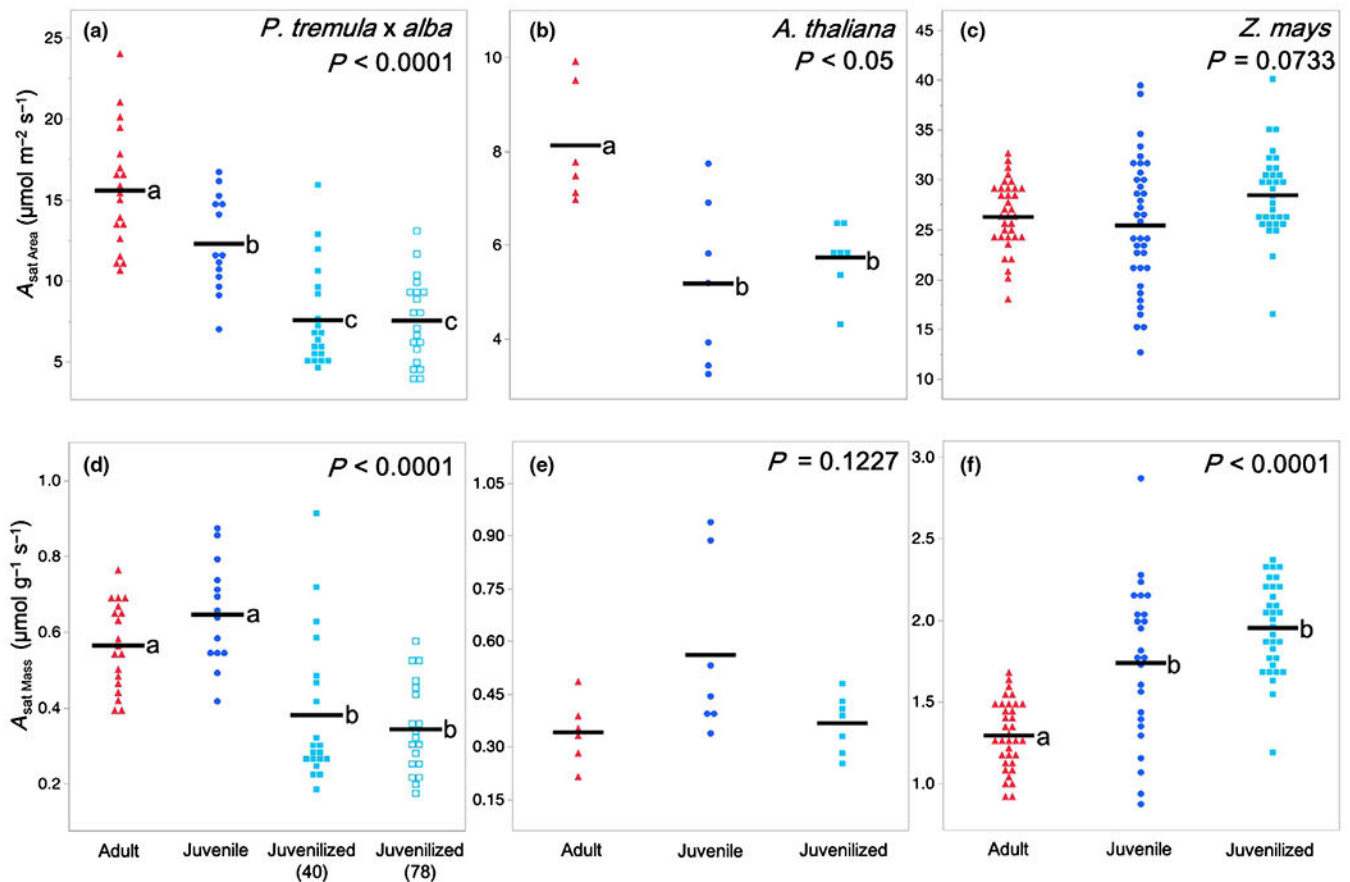 (a)
P. tremula x alba
P < 0.0001
25
20
15
10
5
A sat Area (μmol m−2 s−1)
a
b
c
c
(b)
A. thaliana
P < 0.05
10
8
6
4
a
b
b
(c)
Z. mays
P = 0.0733
45
40
35
30
25
20
15
10
(d)
P < 0.0001
1.0
0.8
0.6
0.4
0.2
A sat Mass (μmol g−1 s−1)
a
a
b
b
Adult
Juvenile
Juvenilized
(40)
Juvenilized
(78)
(e)
P = 0.1227
1.05
0.90
0.75
0.60
0.45
0.30
0.15
Adult
Juvenile
Juvenilized
(f)
P < 0.0001
3.0
2.5
2.0
1.5
1.0
a
b
b
Adult
Juvenile
Juvenilized